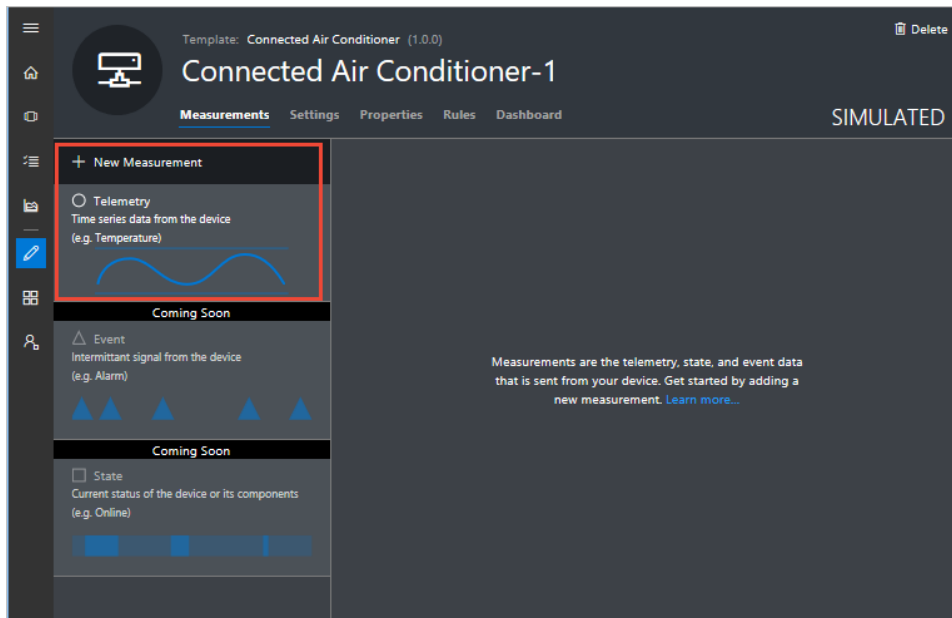 Template: Connected Air Conditioner (1.0.0)
Delete
Connected Air Conditioner-1
Measurements Settings Properties Rules Dashboard
SIMULATED
+ New Measurement
Telemetry
Time series data from the device
(e.g. Temperature)
Coming Soon
Event
Intermittant signal from the device
(e.g. Alarm)
Coming Soon
State
Current status of the device or its components
(e.g. Online)
Measurements are the telemetry, state, and event data
that is sent from your device. Get started by adding a
new measurement. Learn more...